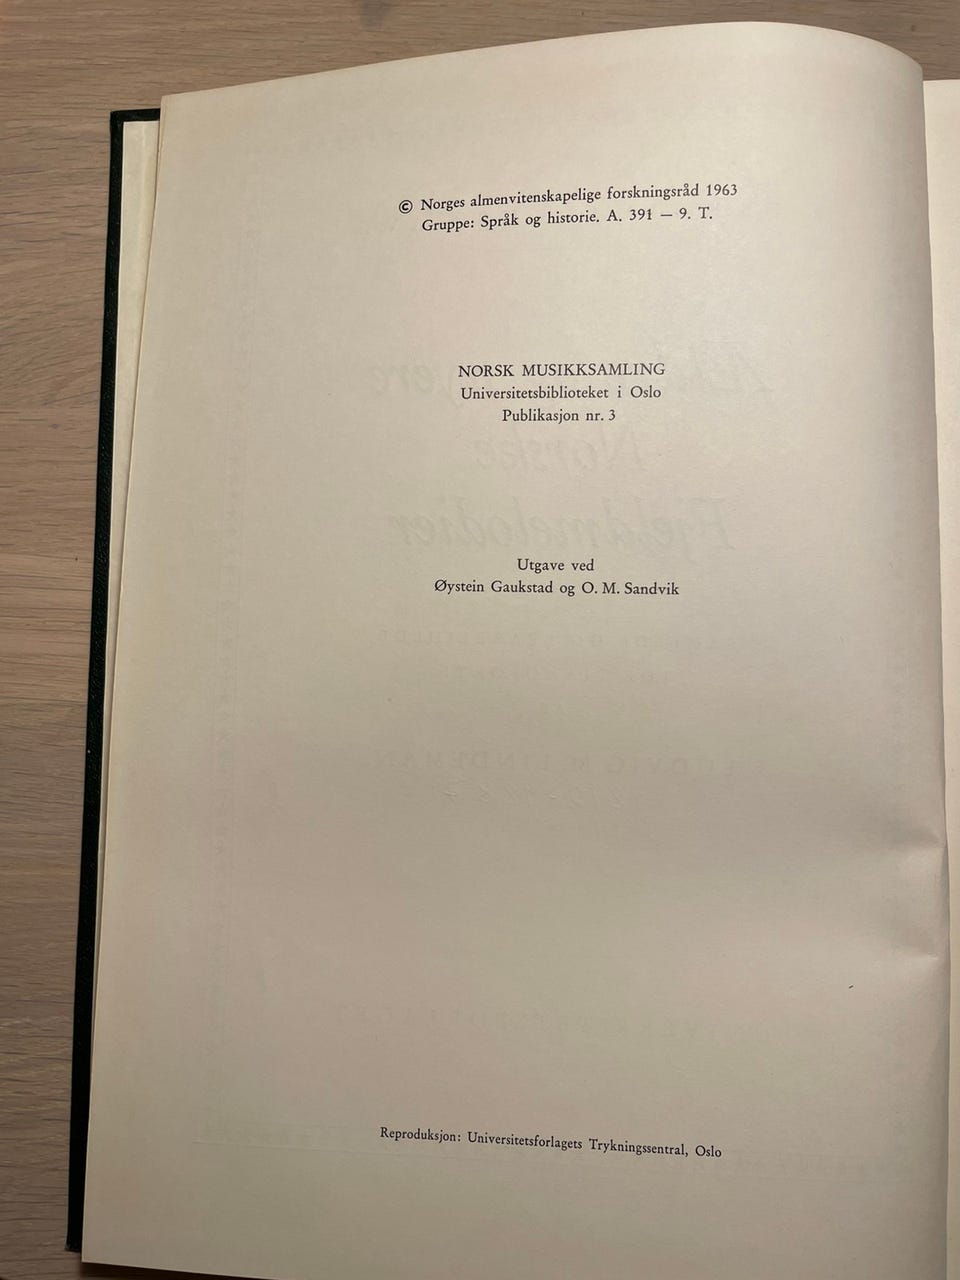 © Norges almenvitenskapelige forskningsråd 1963
Gruppe: Språk og historie. A. 391 — 9. T.
NORSK MUSIKKSAMLING
Universitetsbiblioteket i Oslo
Publikasjon nr. 3
Utgave ved
Øystein Gaukstad og O. M. Sandvik
Reproduksjon: Universitetsforlagets Trykningssentral, Oslo